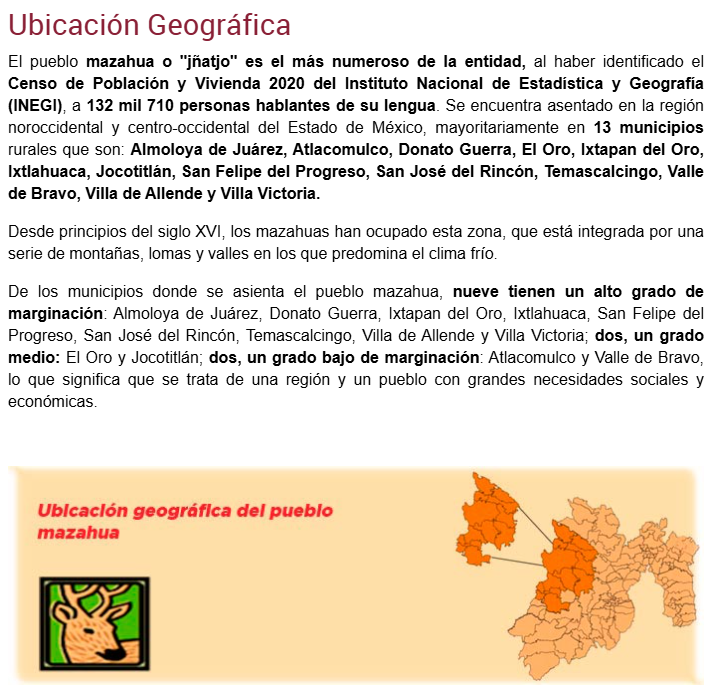 Ubicación Geográfica
El pueblo mazahua o "jñatjo" es el más numeroso de la entidad, al haber identificado el
Censo de Población y Vivienda 2020 del Instituto Nacional de Estadística y Geografía
(INEGI), a 132 mil 710 personas hablantes de su lengua. Se encuentra asentado en la región
noroccidental y centro-occidental del Estado de México, mayoritariamente en 13 municipios
rurales que son: Almoloya de Juárez, Atlacomulco, Donato Guerra, El Oro, Ixtapan del Oro,
Ixtlahuaca, Jocotitlán, San Felipe del Progreso, San José del Rincón, Temascalcingo, Valle
de Bravo, Villa de Allende y Villa Victoria.
Desde principios del siglo XVI, los mazahuas han ocupado esta zona, que está integrada por una
serie de montañas, lomas y valles en los que predomina el clima frío.
De los municipios donde se asienta el pueblo mazahua, nueve tienen un alto grado de
marginación: Almoloya de Juárez, Donato Guerra, Ixtapan del Oro, Ixtlahuaca, San Felipe del
Progreso, San José del Rincón, Temascalcingo, Villa de Allende y Villa Victoria; dos, un grado
medio: El Oro y Jocotitlán; dos, un grado bajo de marginación: Atlacomulco y Valle de Bravo,
lo que significa que se trata de una región y un pueblo con grandes necesidades sociales y
económicas.
Ubicación geográfica del pueblo
mazahua